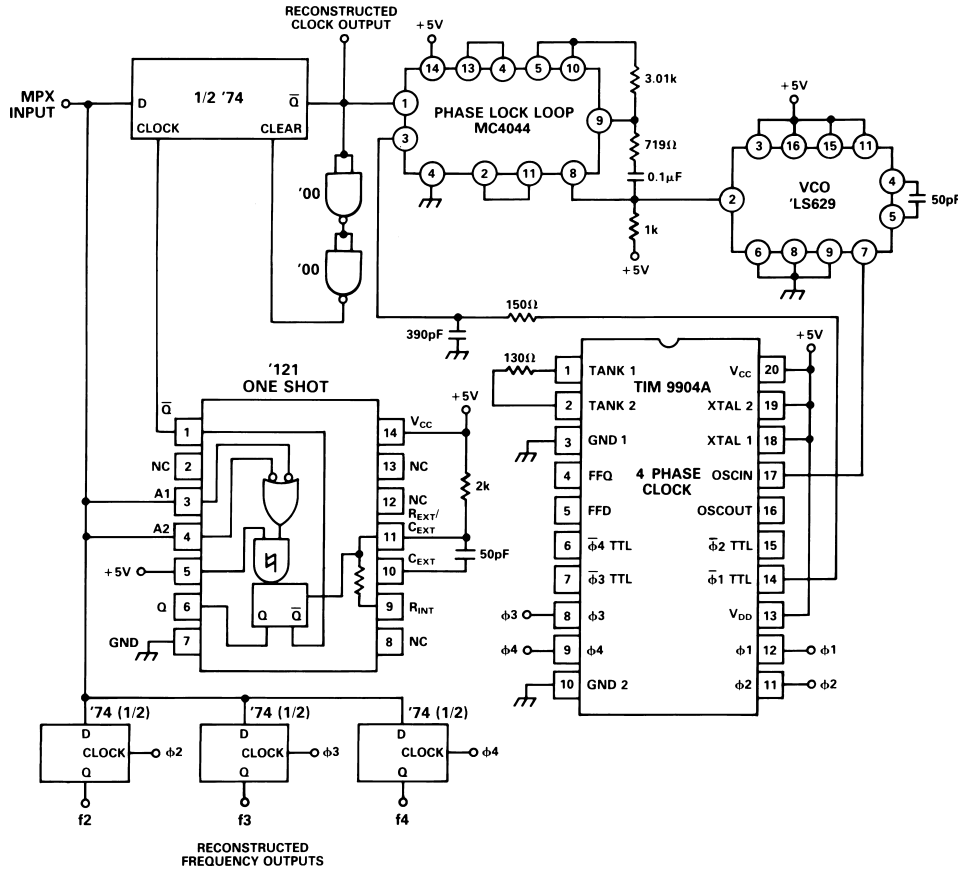 RECONSTRUCTED
CLOCK OUTPUT
+5V
14
13
4
5
10
3.01k
MPX
INPUT
D
1/2 '74
Q̅
CLOCK
CLEAR
1
3
PHASE LOCK LOOP
MC4044
9
719Ω
0.1μF
4
2
11
8
1k
+5V
'00
'00
+5V
3
16
15
11
2
VCO
'LS629
4
5
50pF
6
8
9
7
150Ω
390pF
'121
ONE SHOT
+5V
Q̅
1
14
VCC
NC
2
13
NC
2k
A1
3
12
NC
REXT/
A2
4
11
CEXT
50pF
+5V
5
10
CEXT
Q
6
Q
Q̅
9
RINT
GND
7
8
NC
130Ω
+5V
TIM 9904A
4 PHASE
CLOCK
1
TANK 1
VCC
20
2
TANK 2
XTAL 2
19
3
GND 1
XTAL 1
18
4
FFQ
OSCIN
17
5
FFD
OSCOUT
16
6
ϕ̅4 TTL
ϕ̅2 TTL
15
7
ϕ̅3 TTL
ϕ̅1 TTL
14
ϕ3
8
ϕ3
VDD
13
ϕ4
9
ϕ4
ϕ1
12
ϕ1
10
GND 2
ϕ2
11
ϕ2
'74 (1/2)
'74 (1/2)
'74 (1/2)
D
CLOCK
Q
ϕ2
D
CLOCK
Q
ϕ3
D
CLOCK
Q
ϕ4
f2
f3
f4
RECONSTRUCTED
FREQUENCY OUTPUTS